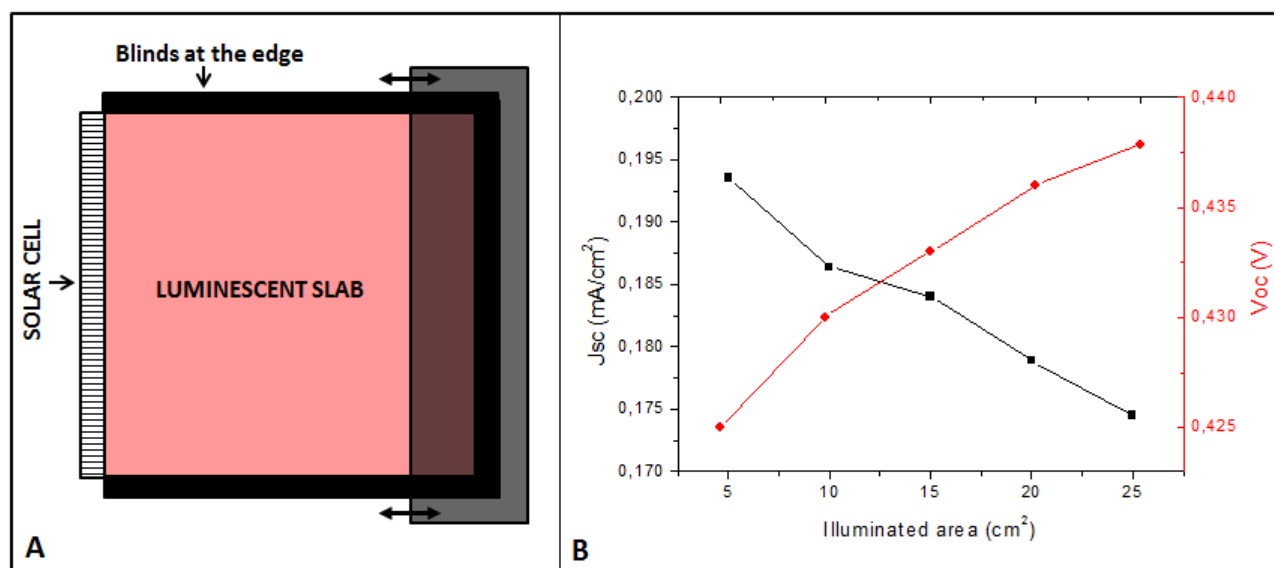 Blinds at the edge
SOLAR CELL
LUMINESCENT SLAB
A
0,200
0,195
0,190
0,185
0,180
0,175
0,170
Jsc (mA/cm²)
5 10 15 20 25
Illuminated area (cm²)
0,440
0,435
0,430
0,425
Voc (V)
B